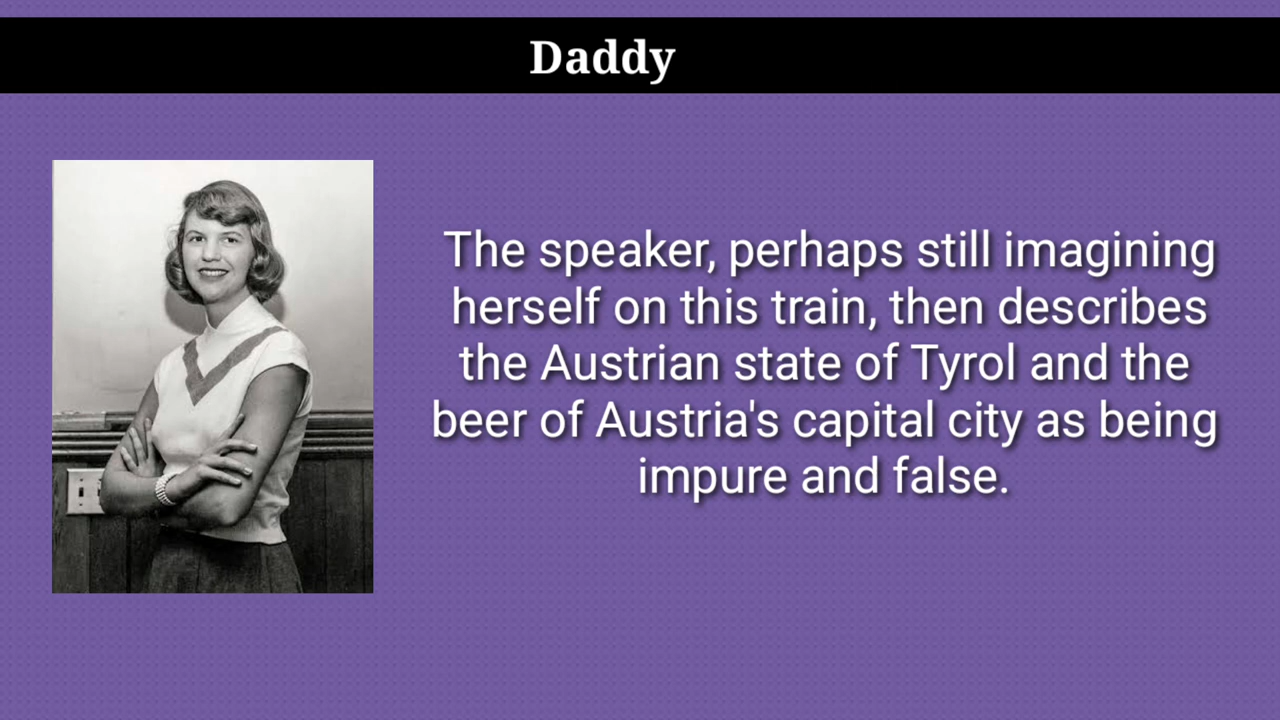 Daddy
The speaker, perhaps still imagining
herself on this train, then describes
the Austrian state of Tyrol and the
beer of Austria's capital city as being
impure and false.